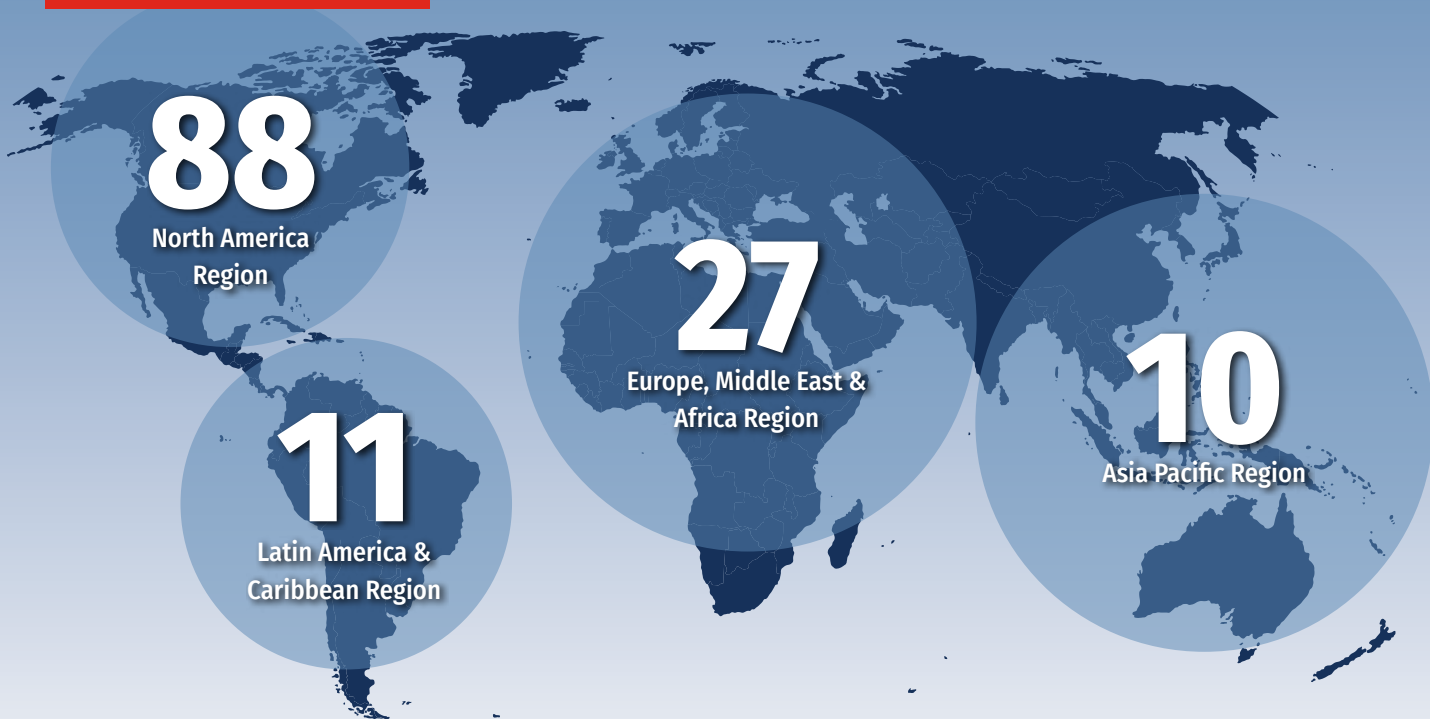 88
North America
Region
27
Europe, Middle East &
Africa Region
10
Asia Pacific Region
11
Latin America &
Caribbean Region